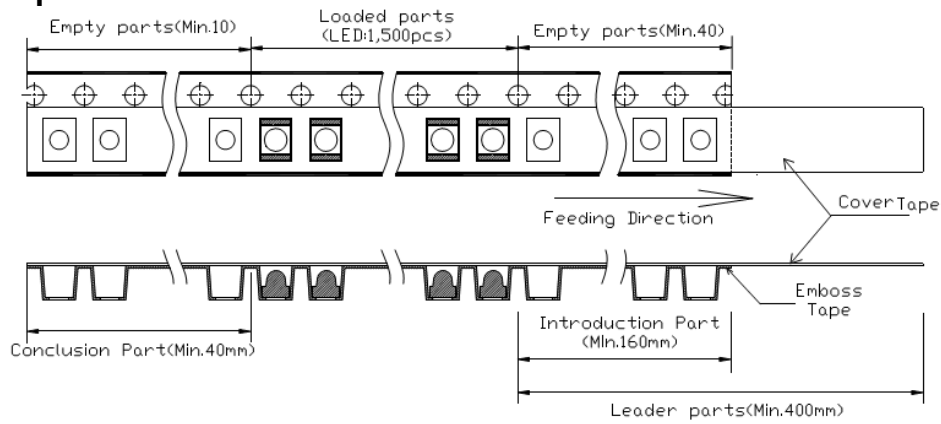 Empty parts(Min.10)
Loaded parts
(LED:1,500pcs)
Empty parts(Min.40)
Cover Tape
Feeding Direction
Emboss
Tape
Conclusion Part(Min.40mm)
Introduction Part
(MIn.160mm)
Leader parts(Min.400mm)